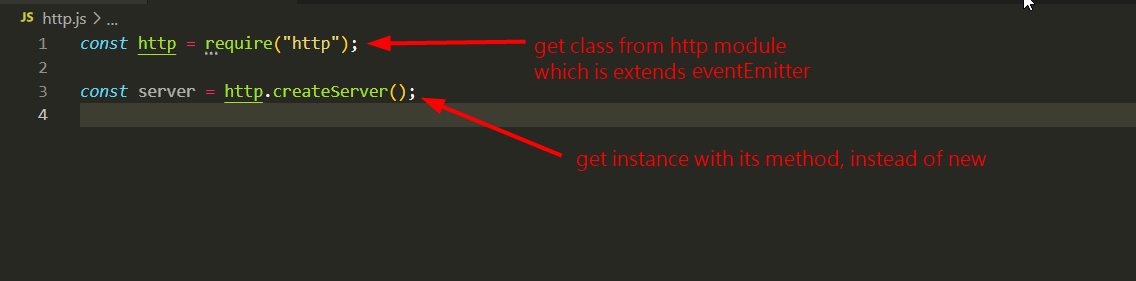 JS http.js > ...
1 const http = require("http");
get class from http module
which is extends eventEmitter
2
3 const server = http.createServer();
4
get instance with its method, instead of new